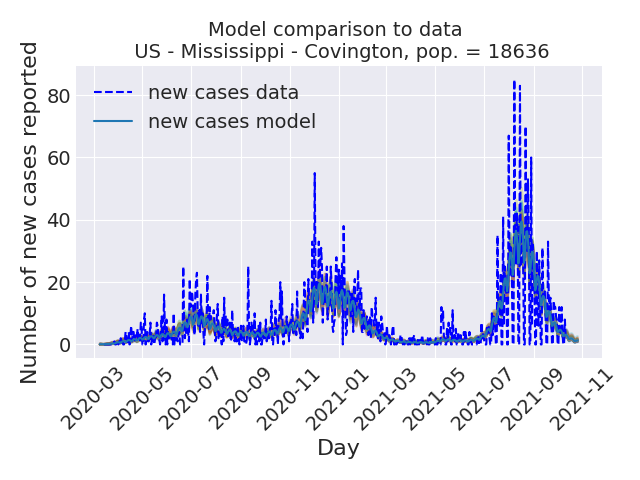 Model comparison to data
US - Mississippi - Covington, pop. = 18636
Number of new cases reported
80
60
40
20
0
new cases data
new cases model
2020-03
2020-05
2020-07
2020-09
2020-11
2021-01
2021-03
2021-05
2021-07
2021-09
2021-11
Day